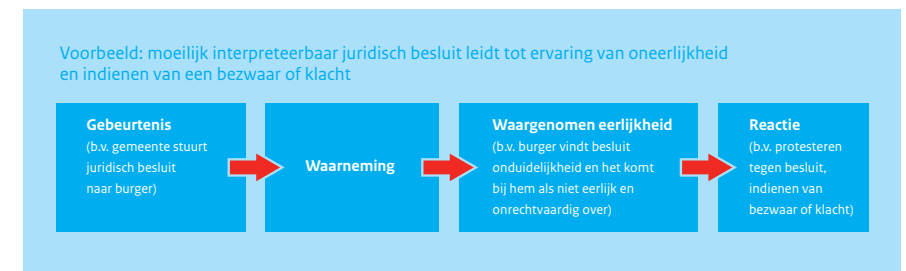 Voorbeeld: moeilijk interpreteerbaar juridisch besluit leidt tot ervaring van oneerlijkheid
en indienen van een bezwaar of klacht
Gebeurtenis
(b.v. gemeente stuurt
juridisch besluit
naar burger)
Waarneming
Waargenomen eerlijkheid
(b.v. burger vindt besluit
onduidelijkheid en het komt
bij hem als niet eerlijk en
onrechtvaardig over)
Reactie
(b.v. protesteren
tegen besluit,
indienen van
bezwaar of klacht)